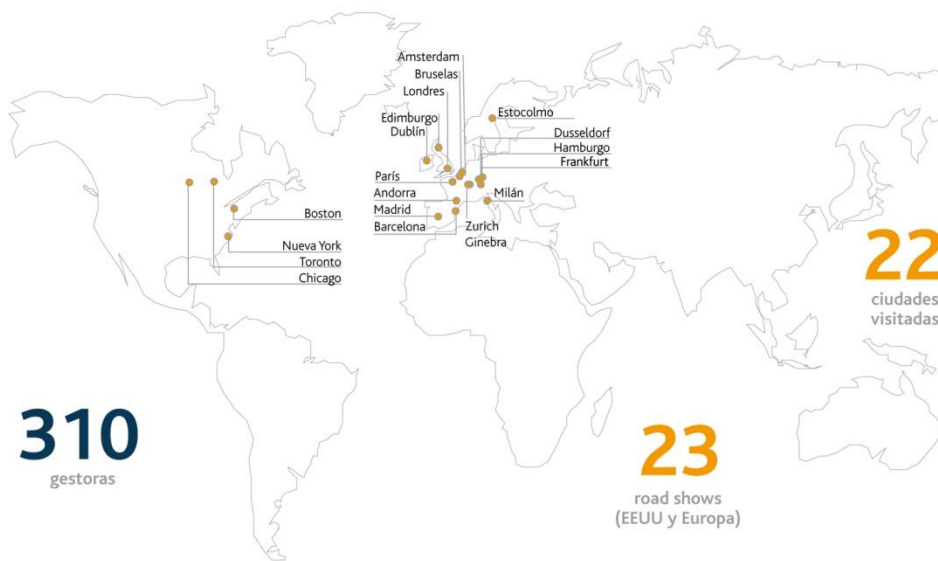 Amsterdam
Bruselas
Londres
Edimburgo
Dublín
Estocolmo
Dusseldorf
Hamburgo
Frankfurt
París
Andorra
Madrid
Barcelona
Milán
Zurich
Ginebra
Boston
Nueva York
Toronto
Chicago
22
ciudades
visitadas
310
gestoras
23
road shows
(EEUU y Europa)